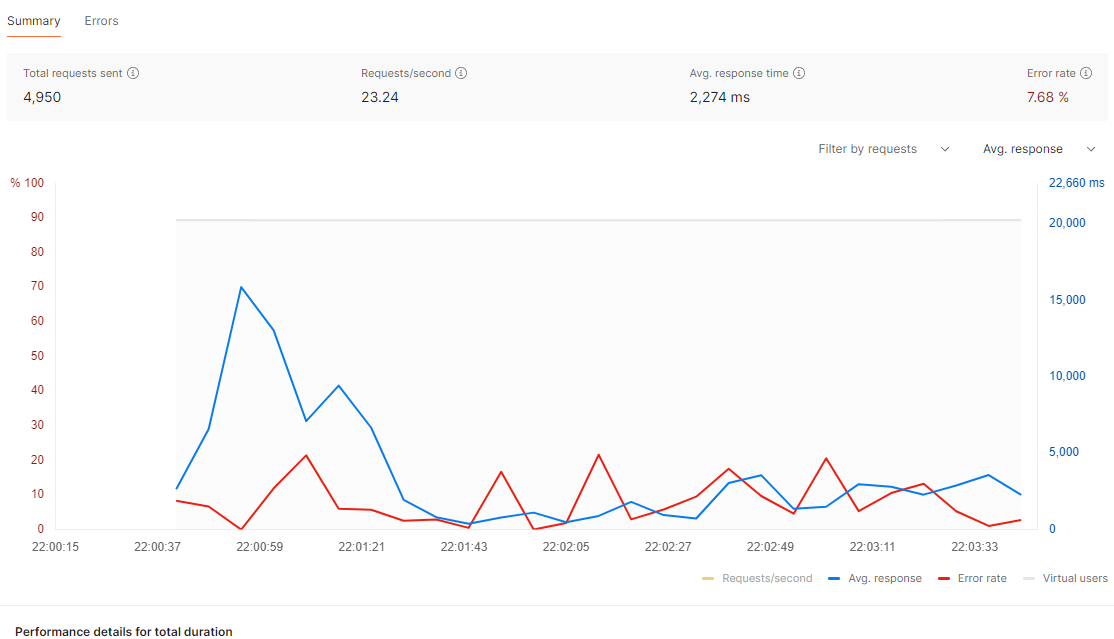 Summary Errors
Total requests sent Requests/second Avg. response time Error rate
4,950 23.24 2,274 ms 7.68 %
Filter by requests Avg. response
% 100 22,660 ms
90 20,000
80
70 15,000
60
50 10,000
40
30 5,000
20
10
0 0
22:00:15 22:00:37 22:00:59 22:01:21 22:01:43 22:02:05 22:02:27 22:02:49 22:03:11 22:03:33
Requests/second Avg. response Error rate Virtual users
Performance details for total duration